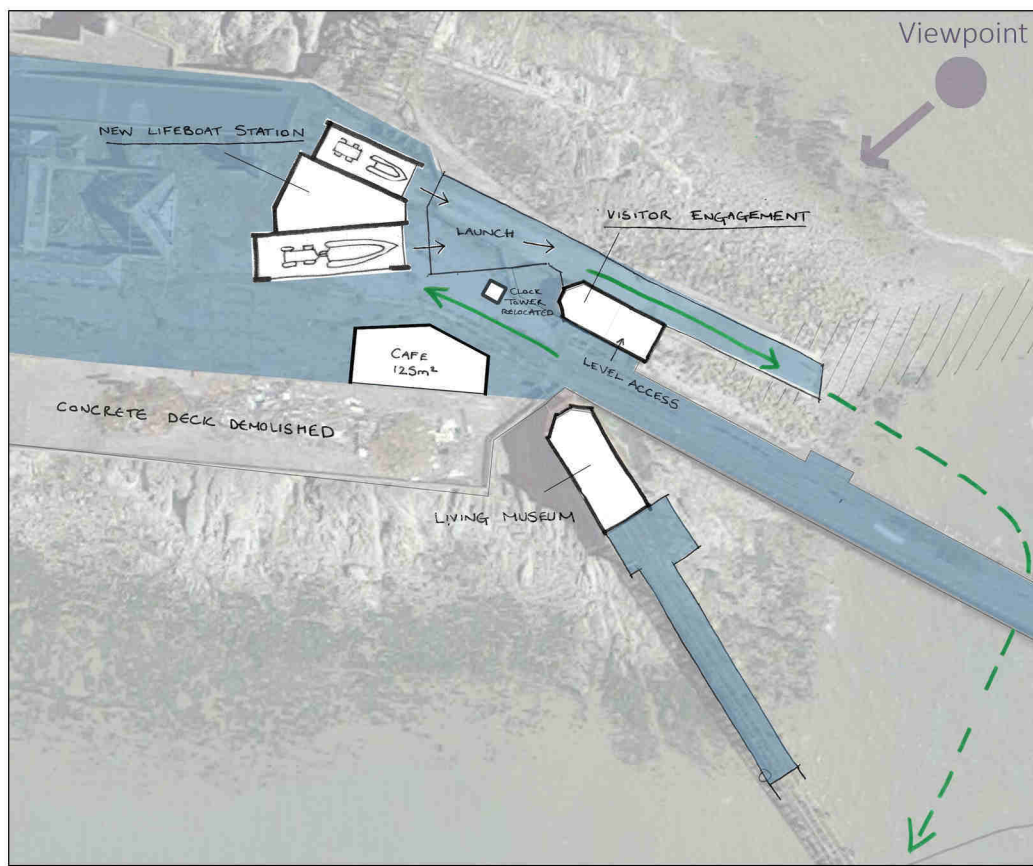 Viewpoint
NEW LIFEBOAT STATION
VISITOR ENGAGEMENT
LAUNCH
CLOCK
TOWER
RELOCATED
LEVEL ACCESS
CAFE
125m²
CONCRETE DECK DEMOLISHED
LIVING MUSEUM